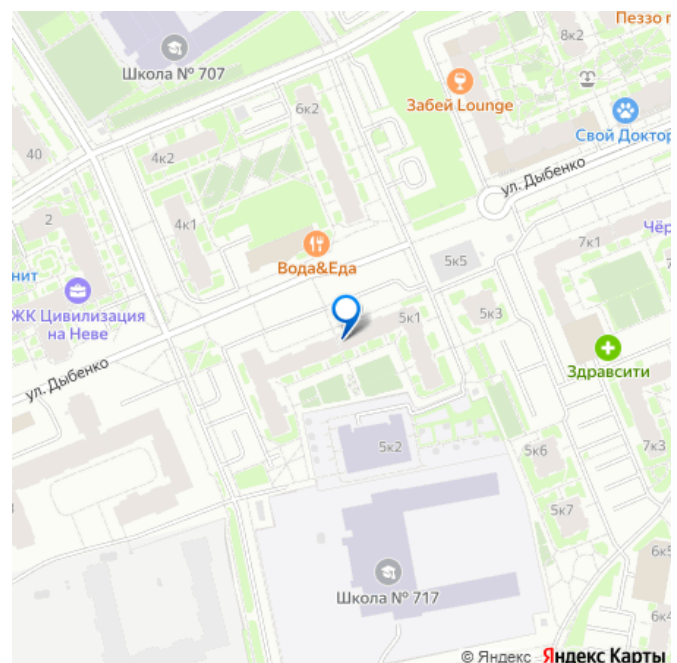 Пеззо п
8к2
Школа № 707
Забей Lounge
6к2
Свой Доктор
40
4к2
ул. Дыбенко
2
4к1
Чёр
7к1
Вода&Еда
5к5
нит
ЖК Цивилизация
на Неве
5к1
5к3
Здравсити
ул. Дыбенко
5к2
5к6
7к3
5к7
6к5
Школа № 717
6к4
© Яндекс Яндекс Карты